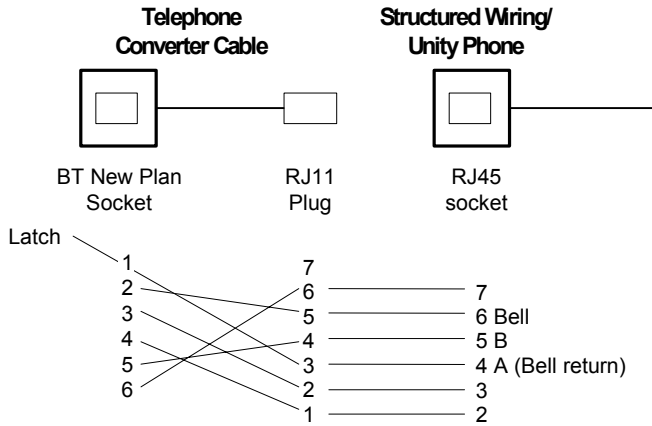 Telephone
Converter Cable
Structured Wiring/
Unity Phone
BT New Plan
Socket
RJ11
Plug
RJ45
socket
Latch
1
2
3
4
5
6
7
6
5
4
3
2
1
7
6 Bell
5 B
4 A (Bell return)
3
2